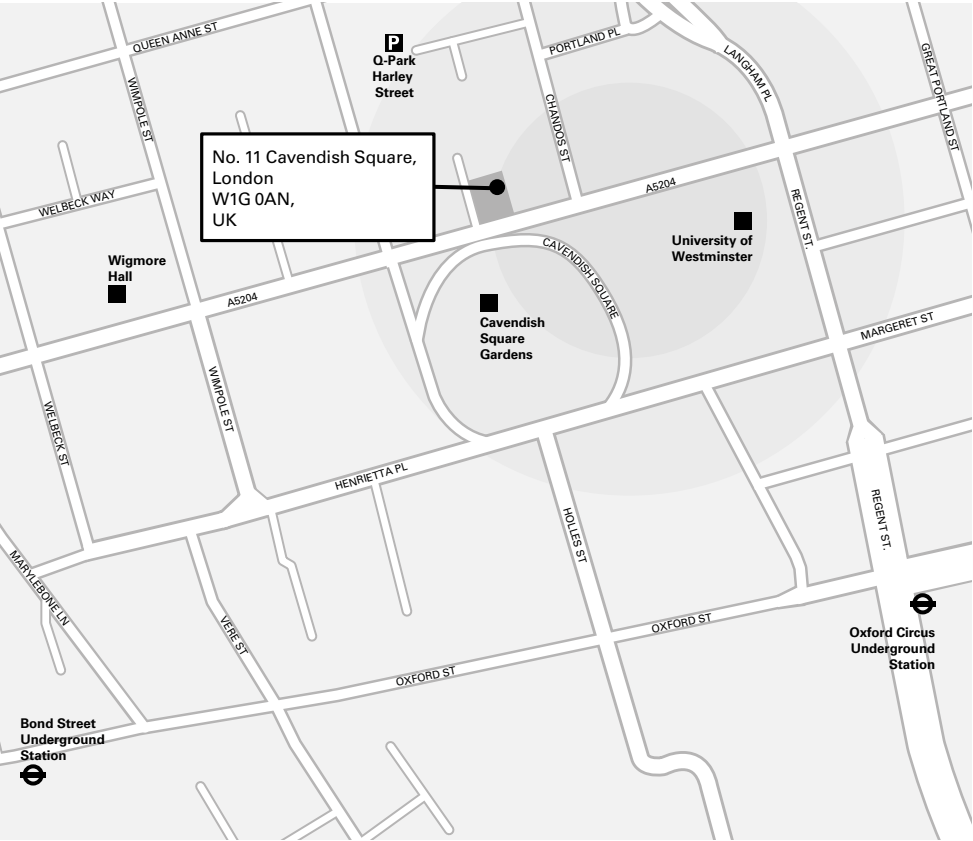 QUEEN ANNE ST
P
Q-Park
Harley
Street
PORTLAND PL
LANGHAM PL
GREAT PORTLAND ST
WIMPOLE ST
CHANDOS ST
No. 11 Cavendish Square,
London
W1G 0AN,
UK
A5204
WELBECK WAY
REGENT ST.
University of
Westminster
CAVENDISH SQUARE
Wigmore
Hall
A5204
Cavendish
Square
Gardens
MARGERET ST
WIMPOLE ST
WELBECK ST
HENRIETTA PL
HOLLES ST
REGENT ST.
MARYLEBONE LN
VERE ST
OXFORD ST
Oxford Circus
Underground
Station
OXFORD ST
Bond Street
Underground
Station